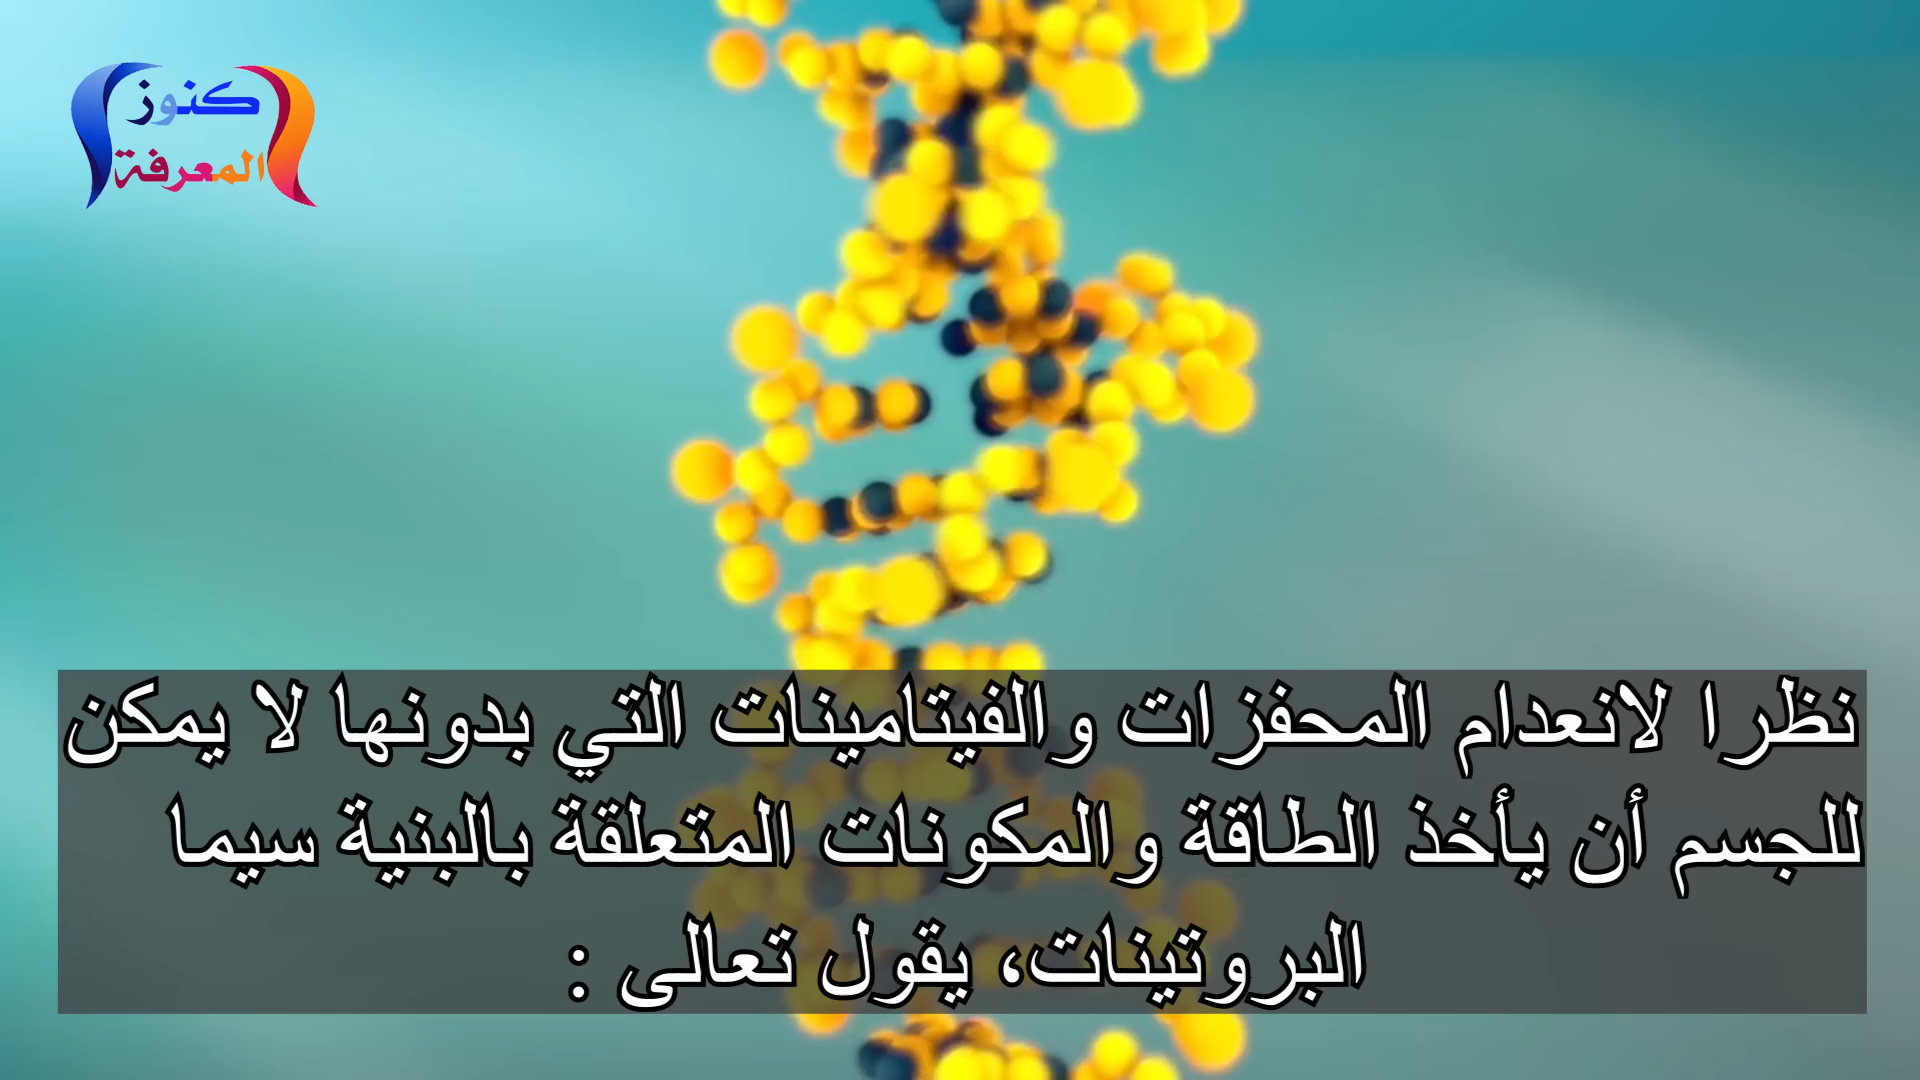 كنوز
المعرفة
نظرا لانعدام المحفزات والفيتامينات التي بدونها لا يمكن
للجسم أن يأخذ الطاقة والمكونات المتعلقة بالبنية سيما
البروتينات، يقول تعالى :